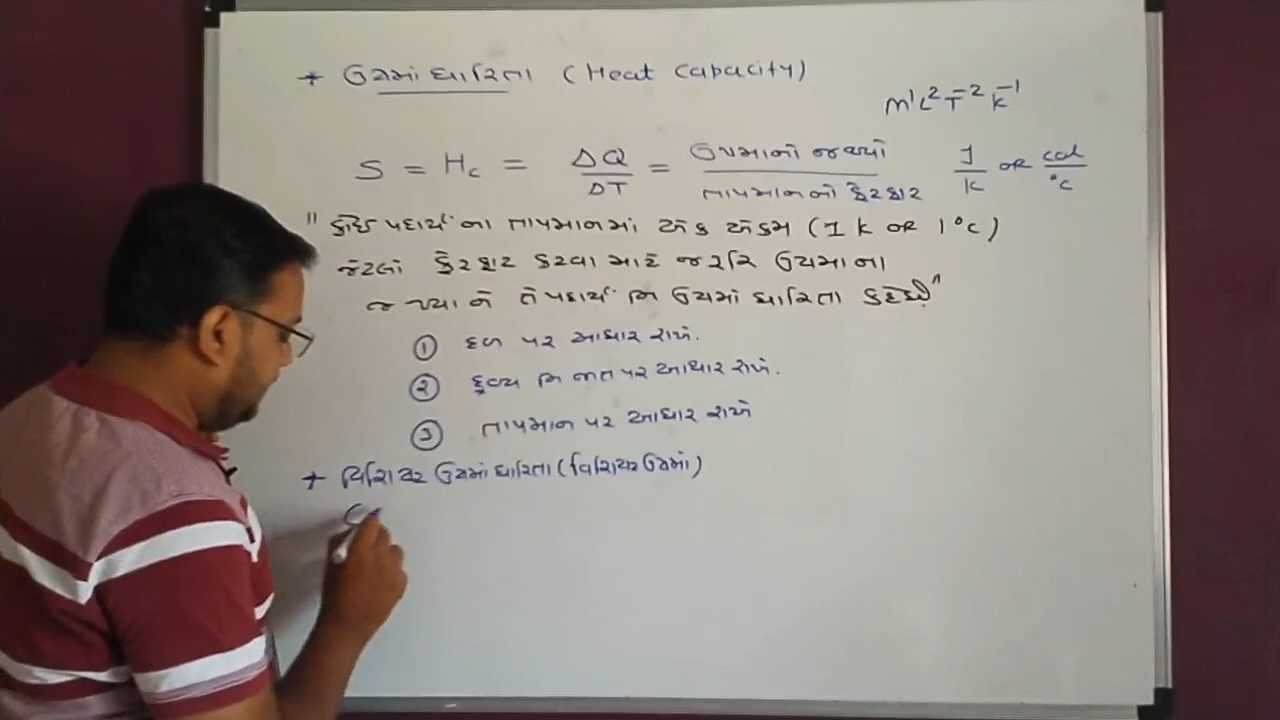 * ઉષ્માધારિતા (Heat capacity)
M¹L²T⁻²K⁻¹
S = Hc = ΔQ/ΔT = ઉષ્માનો જથ્થો/તાપમાનનો ફેરફાર J/K OR cal/°C
" કોઈ પદાર્થના તાપમાનમાં એક એકમ (1 K OR 1°C)
જેટલો ફેરફાર કરવા માટે જરૂરિ ઉષ્માના
જથ્થાને તે પદાર્થનિ ઉષ્માધારિતા કહેછે"
① દળ પર આધાર રાખે.
② દ્રવ્યનિ જાત પર આધાર રાખે.
③ તાપમાન પર આધાર રાખે
* વિશિષ્ટ ઉષ્માધારિતા (વિશિષ્ટ ઉષ્મા)
C